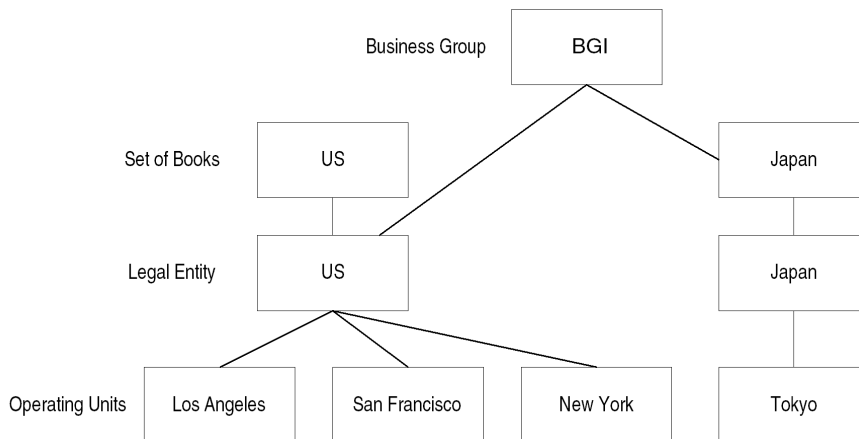 Business Group
BGI
Set of Books
US
Japan
Legal Entity
US
Japan
Operating Units
Los Angeles
San Francisco
New York
Tokyo